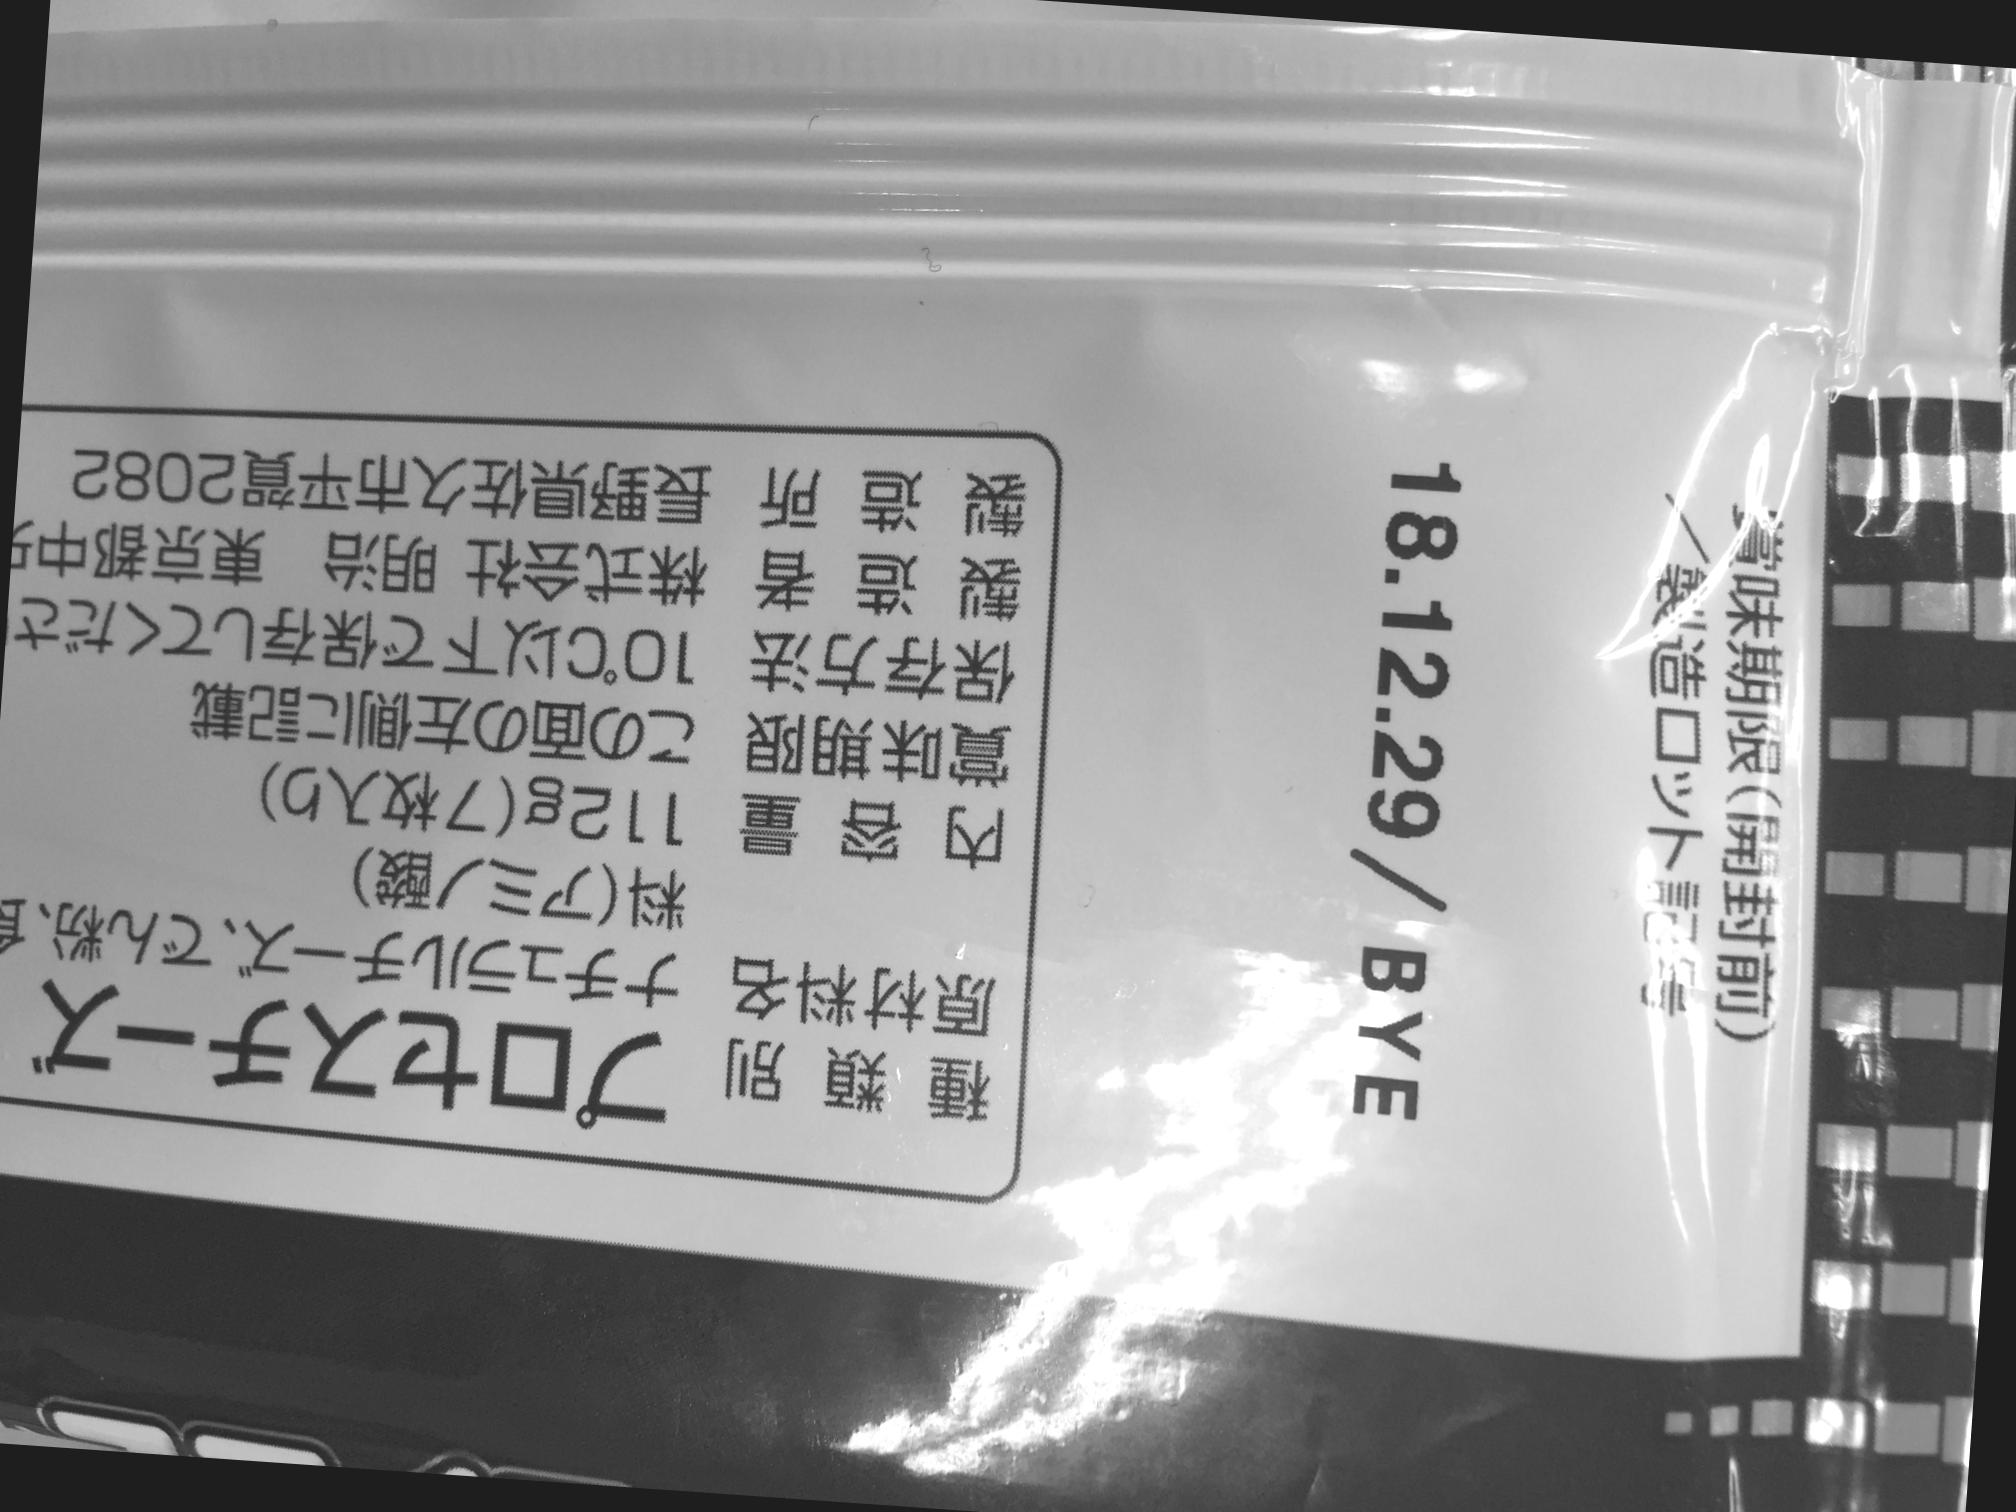 種類別 プロセスチーズ
原材料名 ナチュラルチーズ、でん粉、
料(アミノ酸)
内容量 112g(7枚入り)
賞味期限 この面の左側に記載
保存方法 10℃以下で保存してくださ
製造者 株式会社 明治 東京都中
製造所 長野県佐久市平賀2082
賞味期限(開封前)
/製造ロット記号
18.12.29/BYE